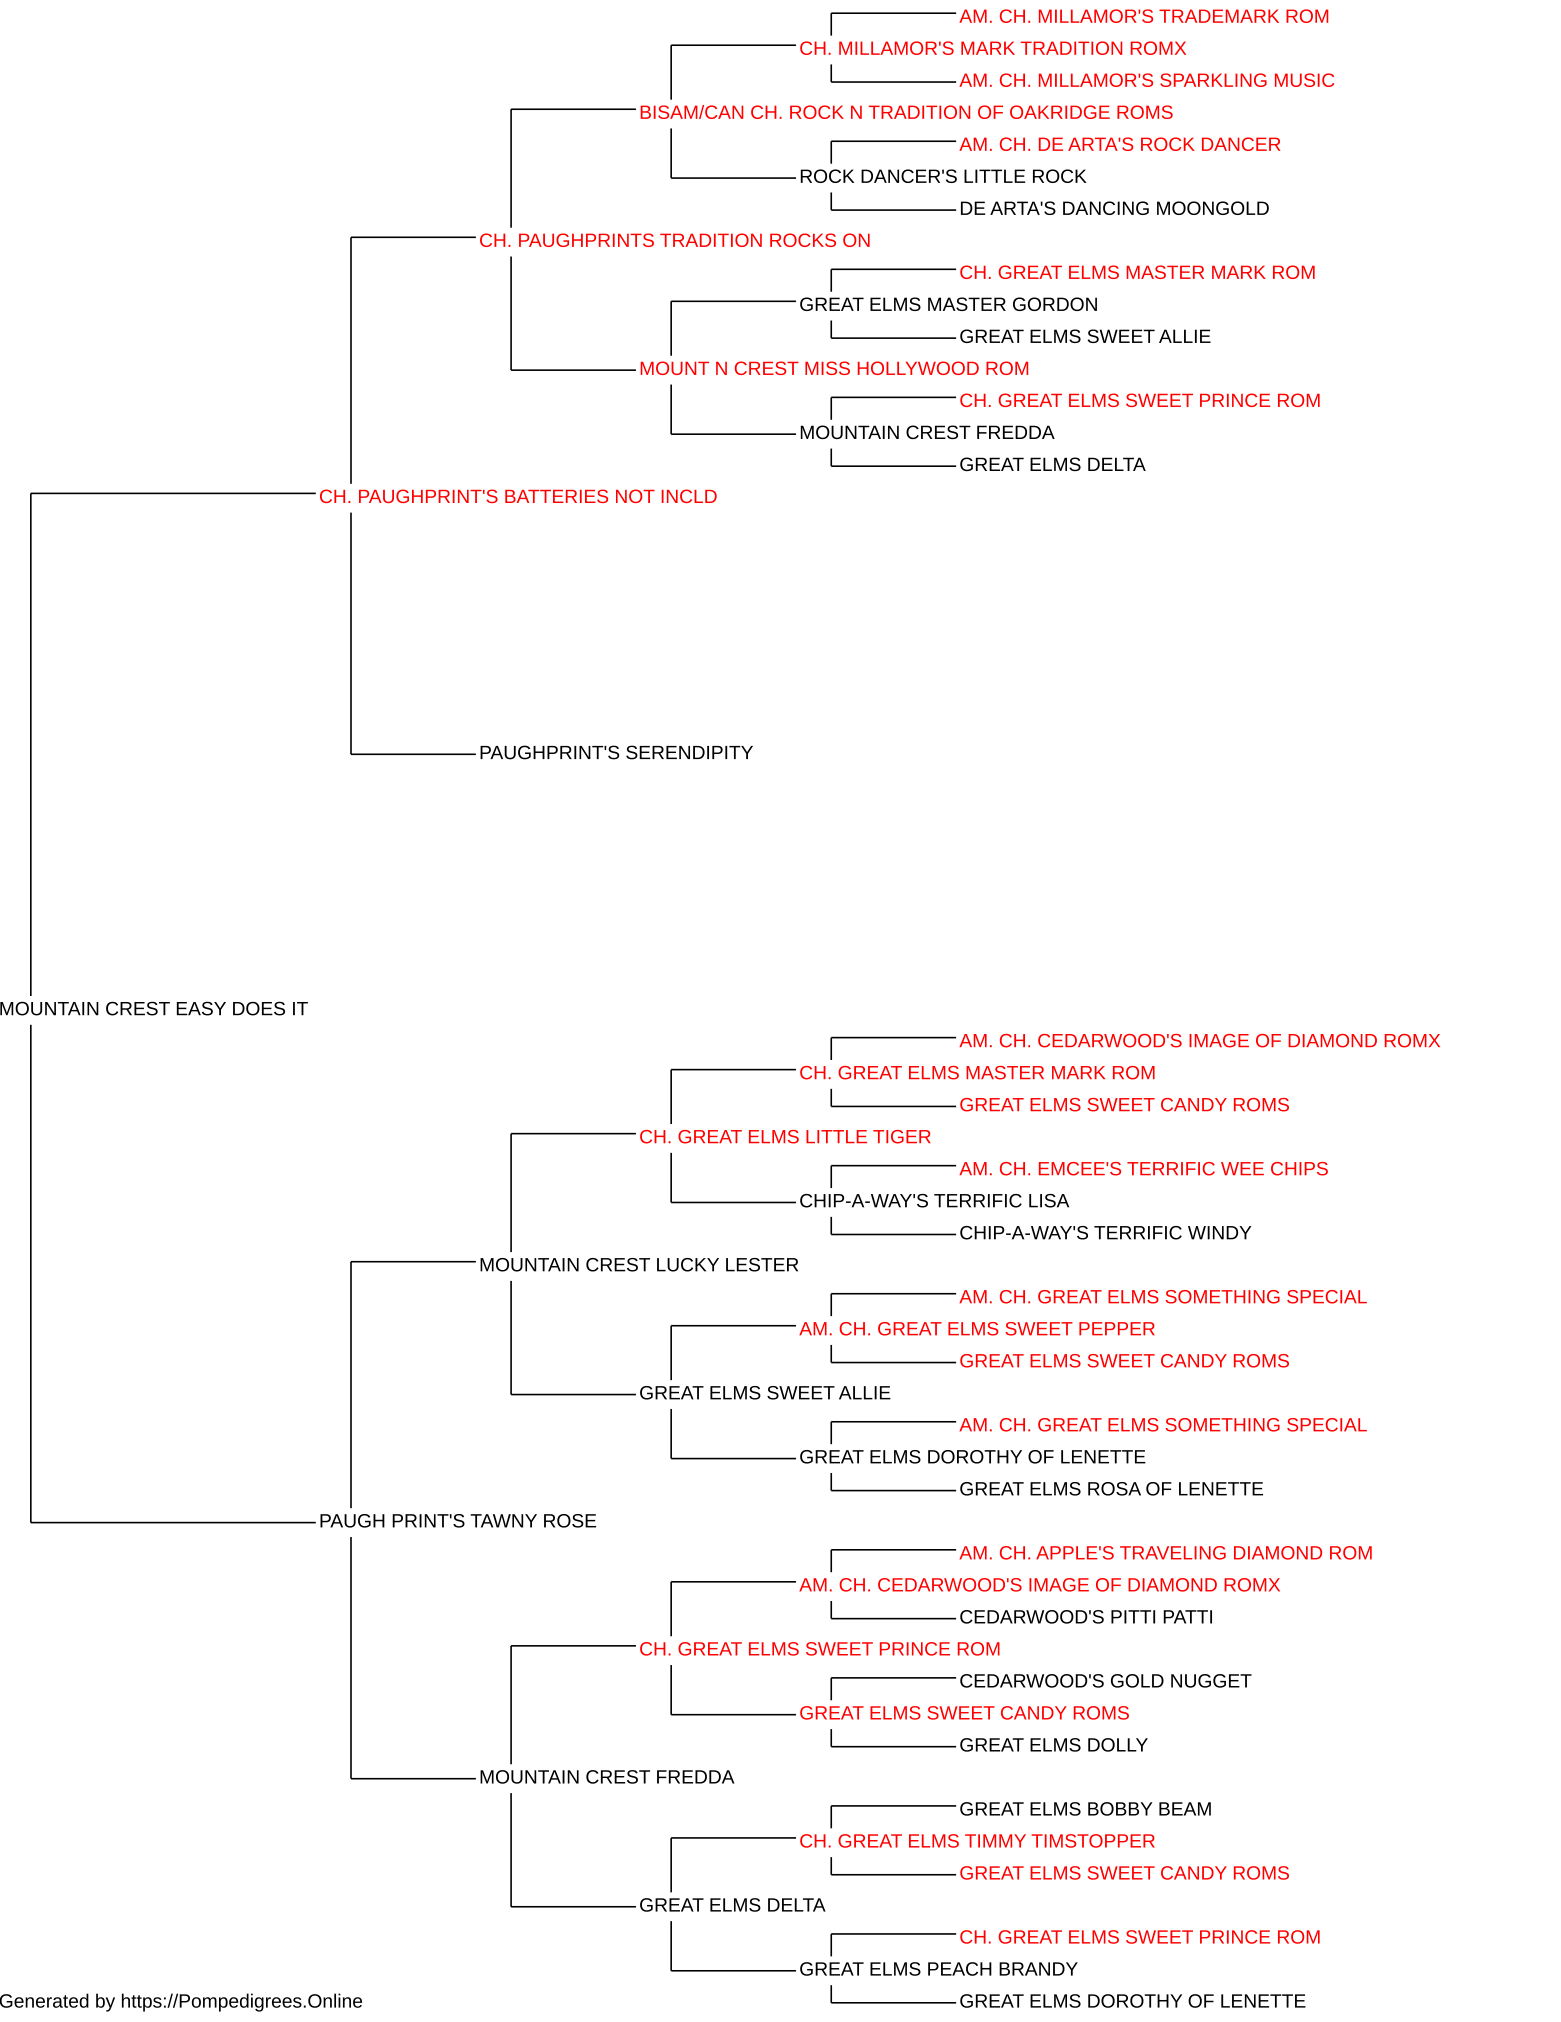 AM. CH. MILLAMOR'S TRADEMARK ROM
CH. MILLAMOR'S MARK TRADITION ROMX
AM. CH. MILLAMOR'S SPARKLING MUSIC
BISAM/CAN CH. ROCK N TRADITION OF OAKRIDGE ROMS
AM. CH. DE ARTA'S ROCK DANCER
ROCK DANCER'S LITTLE ROCK
DE ARTA'S DANCING MOONGOLD
CH. PAUGHPRINTS TRADITION ROCKS ON
CH. GREAT ELMS MASTER MARK ROM
GREAT ELMS MASTER GORDON
GREAT ELMS SWEET ALLIE
MOUNT N CREST MISS HOLLYWOOD ROM
CH. GREAT ELMS SWEET PRINCE ROM
MOUNTAIN CREST FREDDA
GREAT ELMS DELTA
CH. PAUGHPRINT'S BATTERIES NOT INCLD
PAUGHPRINT'S SERENDIPITY
MOUNTAIN CREST EASY DOES IT
AM. CH. CEDARWOOD'S IMAGE OF DIAMOND ROMX
CH. GREAT ELMS MASTER MARK ROM
GREAT ELMS SWEET CANDY ROMS
CH. GREAT ELMS LITTLE TIGER
AM. CH. EMCEE'S TERRIFIC WEE CHIPS
CHIP-A-WAY'S TERRIFIC LISA
CHIP-A-WAY'S TERRIFIC WINDY
MOUNTAIN CREST LUCKY LESTER
AM. CH. GREAT ELMS SOMETHING SPECIAL
AM. CH. GREAT ELMS SWEET PEPPER
GREAT ELMS SWEET CANDY ROMS
GREAT ELMS SWEET ALLIE
AM. CH. GREAT ELMS SOMETHING SPECIAL
GREAT ELMS DOROTHY OF LENETTE
GREAT ELMS ROSA OF LENETTE
PAUGH PRINT'S TAWNY ROSE
AM. CH. APPLE'S TRAVELING DIAMOND ROM
AM. CH. CEDARWOOD'S IMAGE OF DIAMOND ROMX
CEDARWOOD'S PITTI PATTI
CH. GREAT ELMS SWEET PRINCE ROM
CEDARWOOD'S GOLD NUGGET
GREAT ELMS SWEET CANDY ROMS
GREAT ELMS DOLLY
MOUNTAIN CREST FREDDA
GREAT ELMS BOBBY BEAM
CH. GREAT ELMS TIMMY TIMSTOPPER
GREAT ELMS SWEET CANDY ROMS
GREAT ELMS DELTA
CH. GREAT ELMS SWEET PRINCE ROM
GREAT ELMS PEACH BRANDY
GREAT ELMS DOROTHY OF LENETTE
Generated by https://Pompedigrees.Online